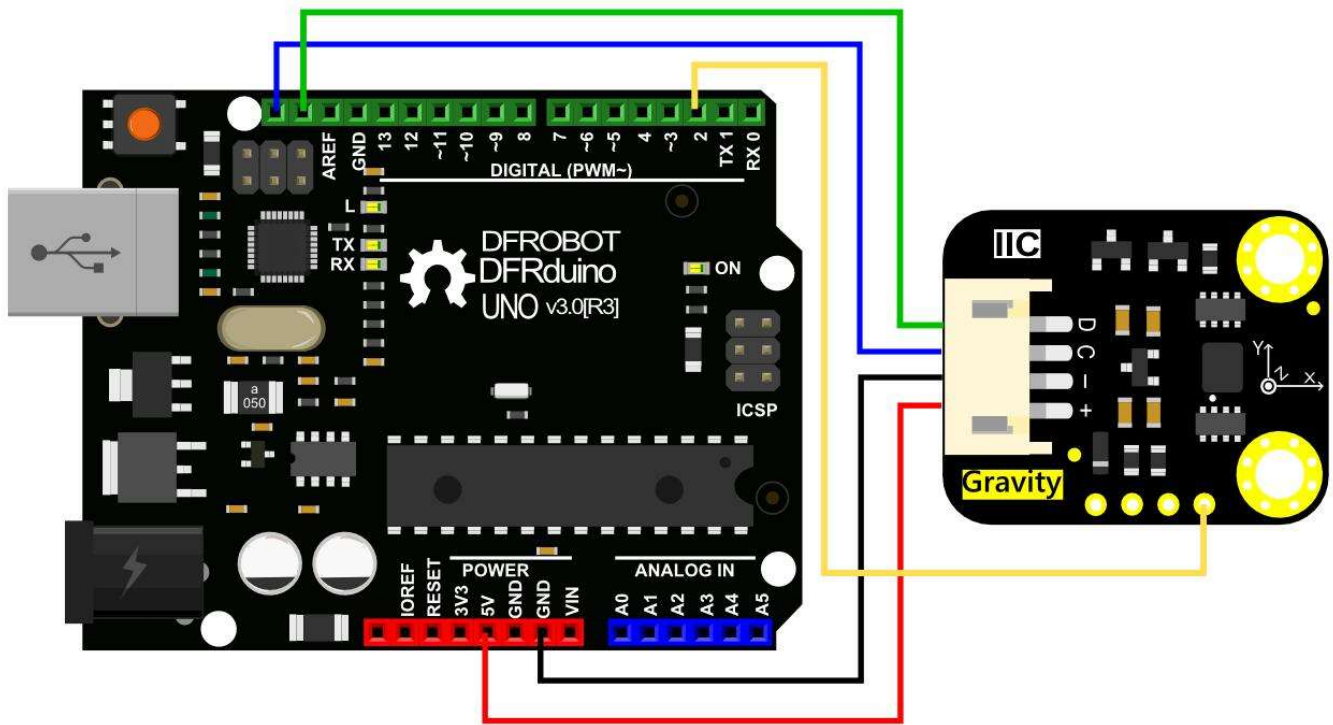 AREF
GND
13
12
~11
~10
~9
8
7
~6
~5
4
~3
2
TX 1
RX 0
DIGITAL (PWM~)
L
TX
RX
DFROBOT
DFRduino
UNO v3.0[R3]
ON
ICSP
a
050
POWER
ANALOG IN
IOREF
RESET
3V3
5V
GND
GND
VIN
A0
A1
A2
A3
A4
A5
IIC
D
C
–
+
Y
Z
X
Gravity